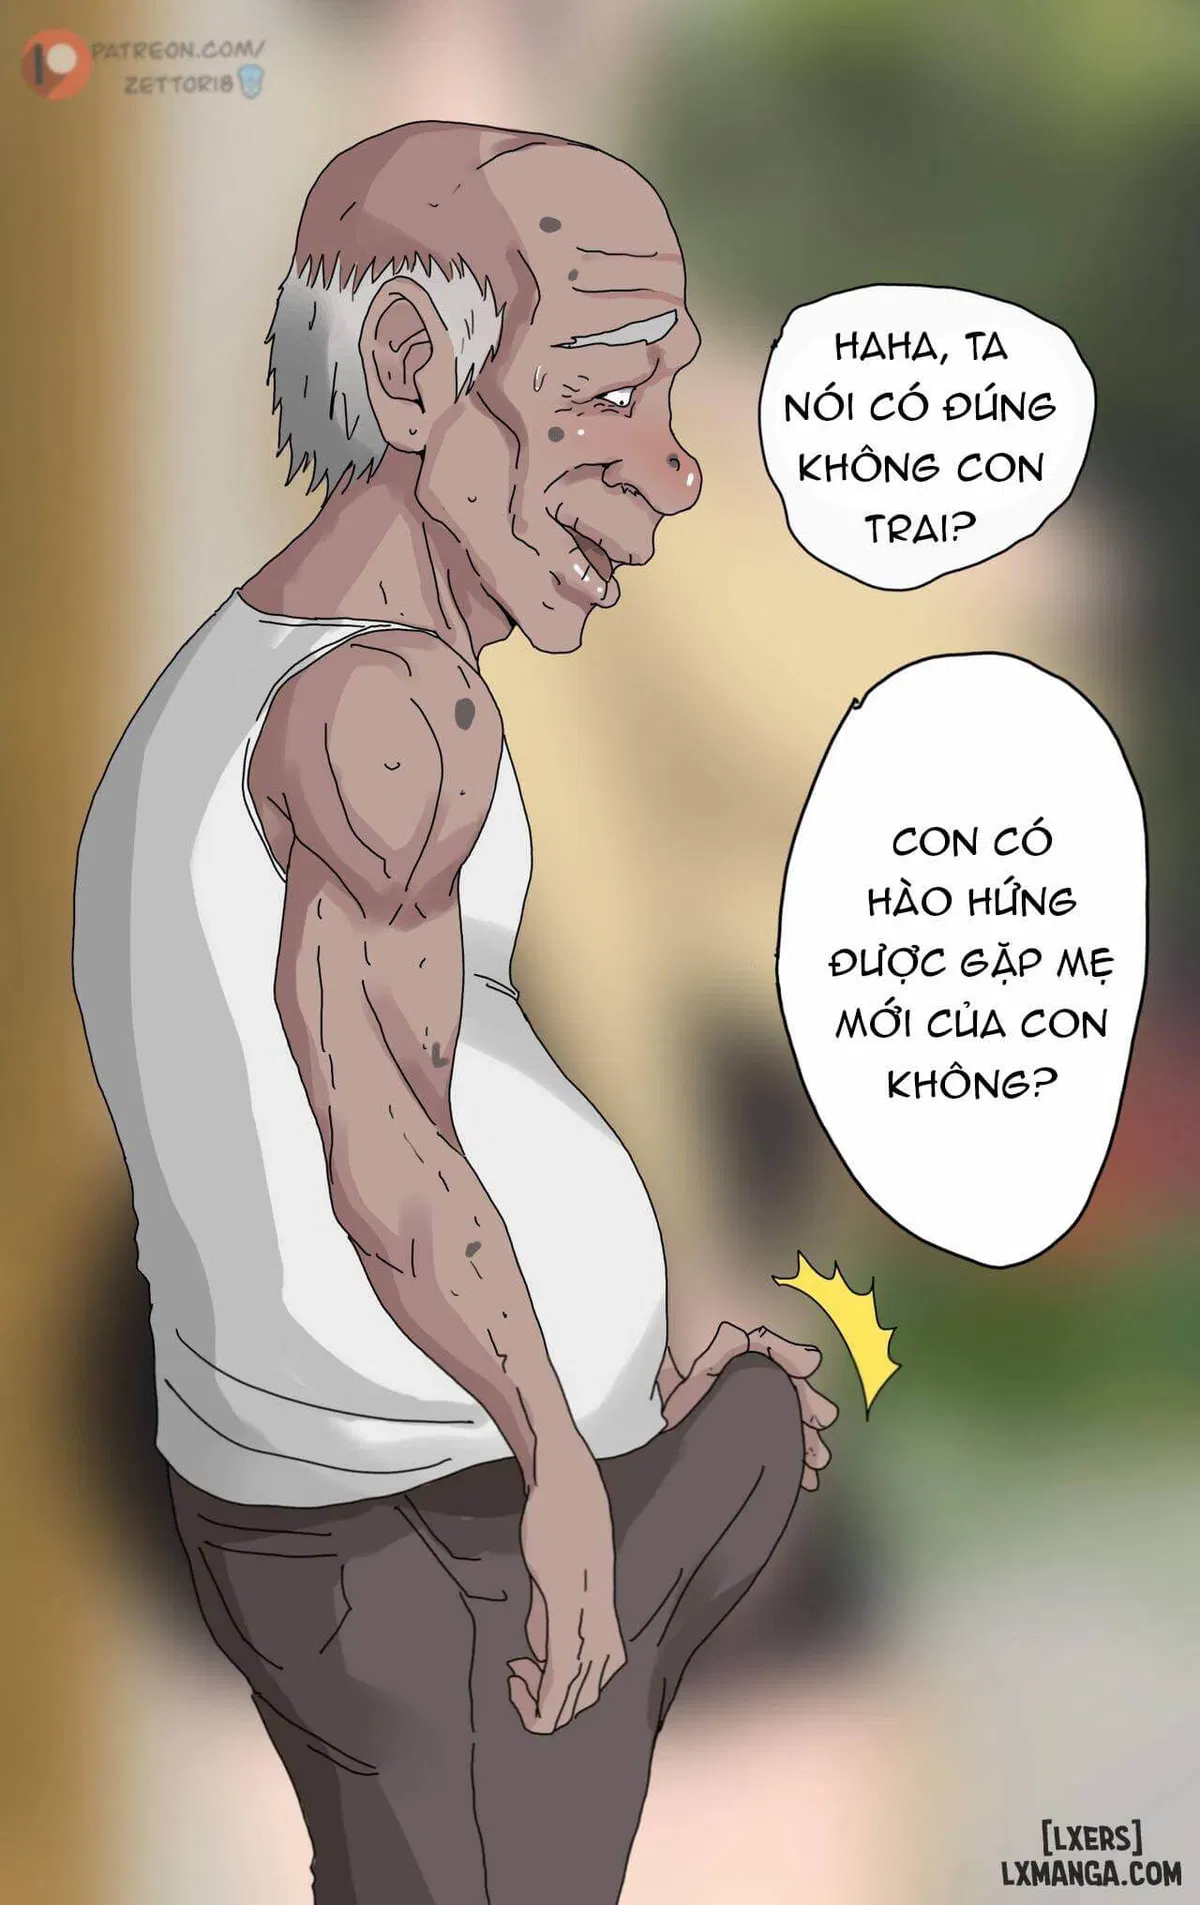 PATREON.COM/
ZETTORI8
HAHA, TA
NÓI CÓ ĐÚNG
KHÔNG CON
TRAI?
CON CÓ
HÀO HỨNG
ĐƯỢC GẶP MẸ
MỚI CỦA CON
KHÔNG?
[LXERS]
LXMANGA.COM